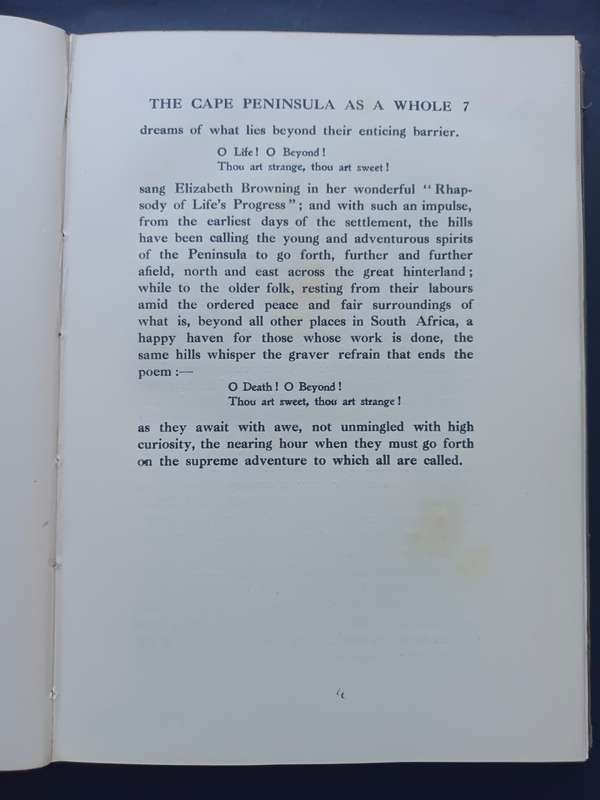 THE CAPE PENINSULA AS A WHOLE 7
dreams of what lies beyond their enticing barrier.
O Life! O Beyond!
Thou art strange, thou art sweet!
sang Elizabeth Browning in her wonderful “Rhap-
sody of Life's Progress”; and with such an impulse,
from the earliest days of the settlement, the hills
have been calling the young and adventurous spirits
of the Peninsula to go forth, further and further
afield, north and east across the great hinterland;
while to the older folk, resting from their labours
amid the ordered peace and fair surroundings of
what is, beyond all other places in South Africa, a
happy haven for those whose work is done, the
same hills whisper the graver refrain that ends the
poem:—
O Death! O Beyond!
Thou art sweet, thou art strange!
as they await with awe, not unmingled with high
curiosity, the nearing hour when they must go forth
on the supreme adventure to which all are called.